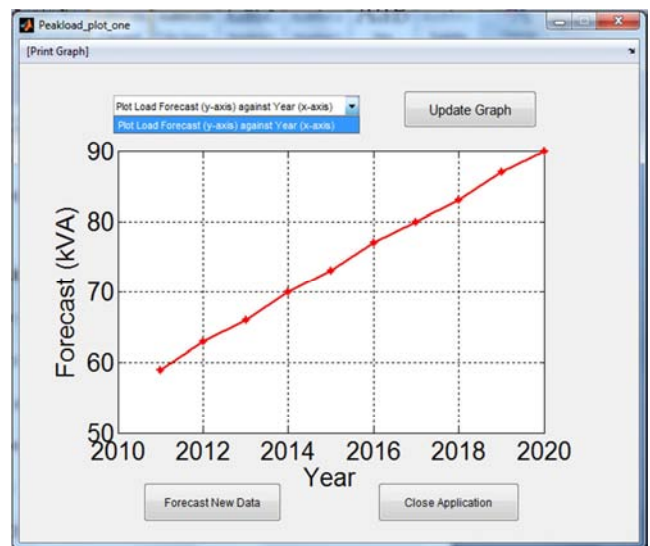 Peakload_plot_one
[Print Graph]
Plot Load Forecast (y-axis) against Year (x-axis)
Update Graph
Plot Load Forecast (y-axis) against Year (x-axis)
90
80
70
60
50
Forecast (kVA)
2010 2012 2014 2016 2018 2020
Year
Forecast New Data
Close Application